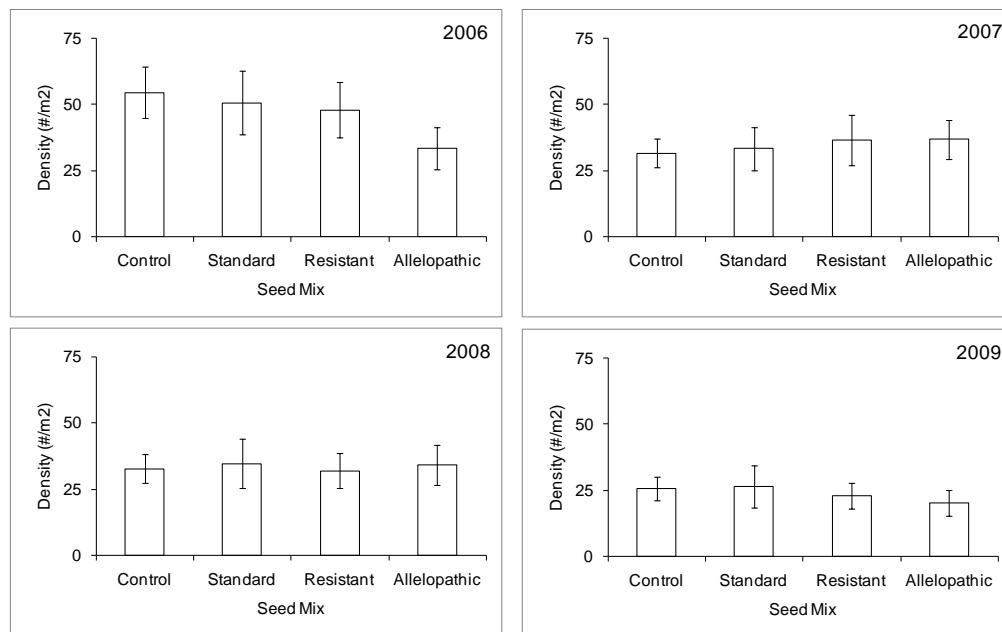 2006
75
50
25
0
Density (#/m2)
Control Standard Resistant Allelopathic
Seed Mix
2007
75
50
25
0
Density (#/m2)
Control Standard Resistant Allelopathic
Seed Mix
2008
75
50
25
0
Density (#/m2)
Control Standard Resistant Allelopathic
Seed Mix
2009
75
50
25
0
Density (#/m2)
Control Standard Resistant Allelopathic
Seed Mix